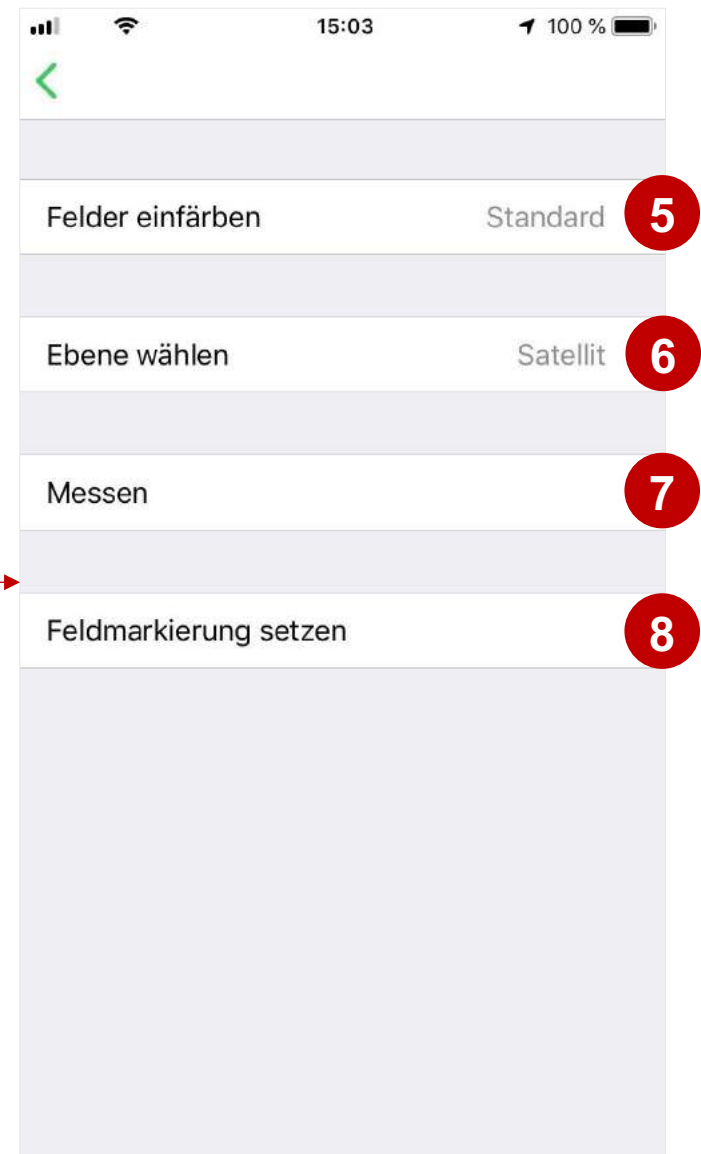 15:03 100 %
Felder einfärben Standard 5
Ebene wählen Satellit 6
Messen 7
Feldmarkierung setzen 8